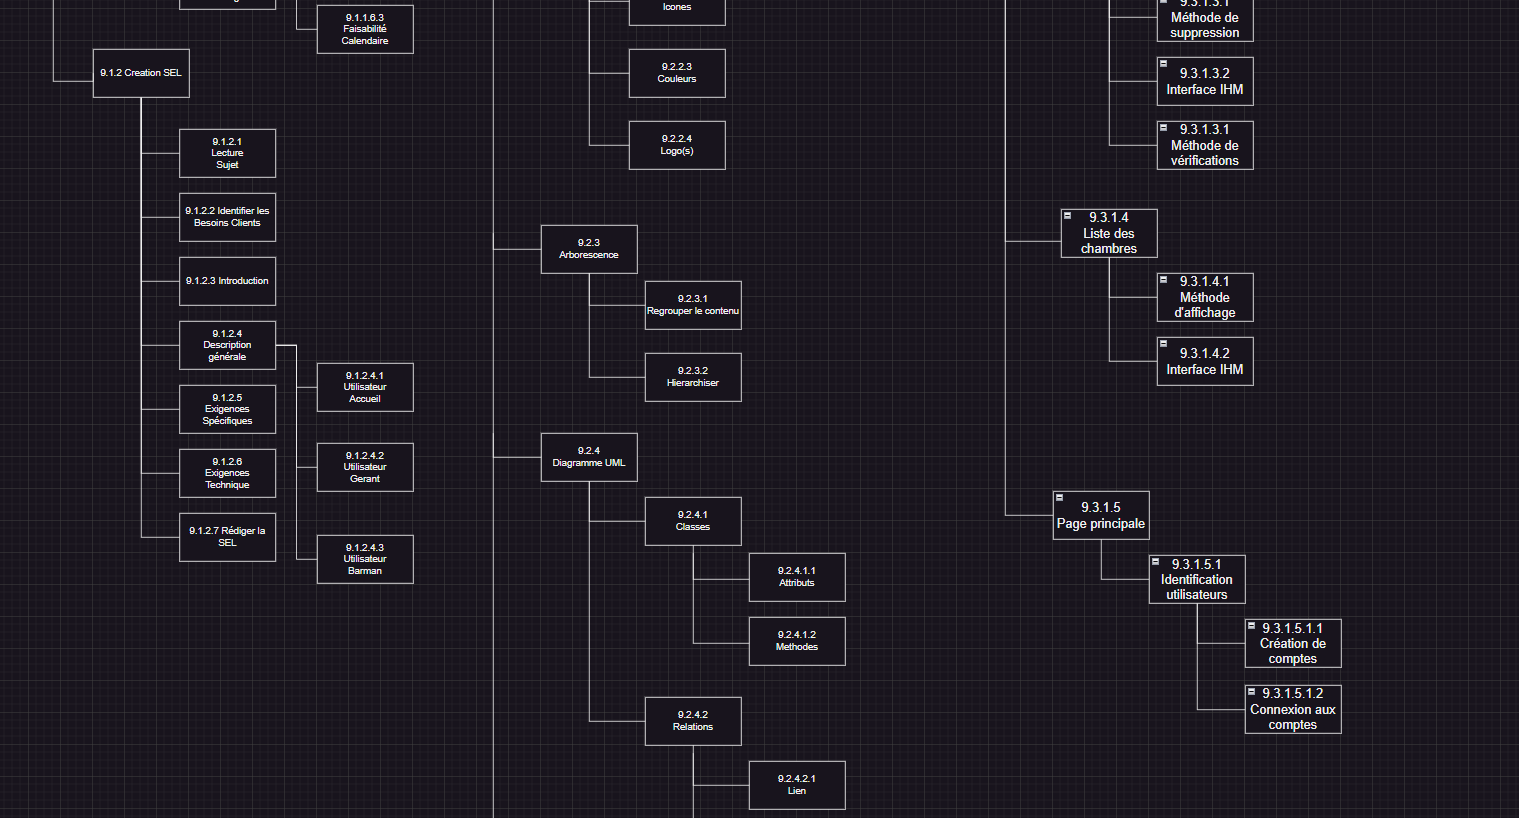 9.1.1.6.3
Faisabilité
Calendaire
9.1.2 Creation SEL
9.1.2.1
Lecture
Sujet
9.1.2.2 Identifier les
Besoins Clients
9.1.2.3 Introduction
9.1.2.4
Description
générale
9.1.2.4.1
Utilisateur
Accueil
9.1.2.5
Exigences
Spécifiques
9.1.2.4.2
Utilisateur
Gerant
9.1.2.6
Exigences
Technique
9.1.2.7 Rédiger la
SEL
9.1.2.4.3
Utilisateur
Barman
Icones
9.2.2.3
Couleurs
9.2.2.4
Logo(s)
9.2.3
Arborescence
9.2.3.1
Regrouper le contenu
9.2.3.2
Hierarchiser
9.2.4
Diagramme UML
9.2.4.1
Classes
9.2.4.1.1
Attributs
9.2.4.1.2
Methodes
9.2.4.2
Relations
9.2.4.2.1
Lien
9.3.1.3.1
Méthode de
suppression
9.3.1.3.2
Interface IHM
9.3.1.3.1
Méthode de
vérifications
9.3.1.4
Liste des
chambres
9.3.1.4.1
Méthode
d'affichage
9.3.1.4.2
Interface IHM
9.3.1.5
Page principale
9.3.1.5.1
Identification
utilisateurs
9.3.1.5.1.1
Création de
comptes
9.3.1.5.1.2
Connexion aux
comptes